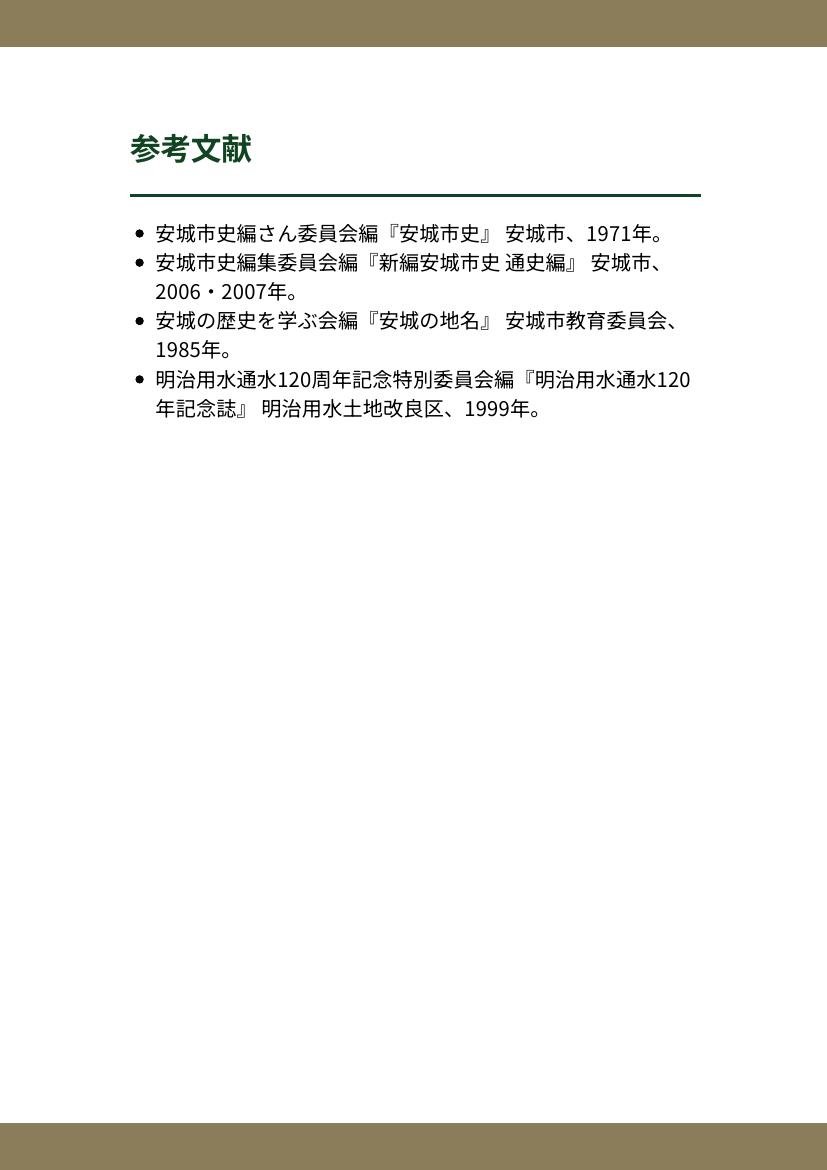 参考文献
安城市史編さん委員会編『安城市史』 安城市、1971年。
安城市史編集委員会編『新編安城市史 通史編』 安城市、
2006・2007年。
安城の歴史を学ぶ会編『安城の地名』 安城市教育委員会、
1985年。
明治用水通水120周年記念特別委員会編『明治用水通水120
年記念誌』 明治用水土地改良区、1999年。